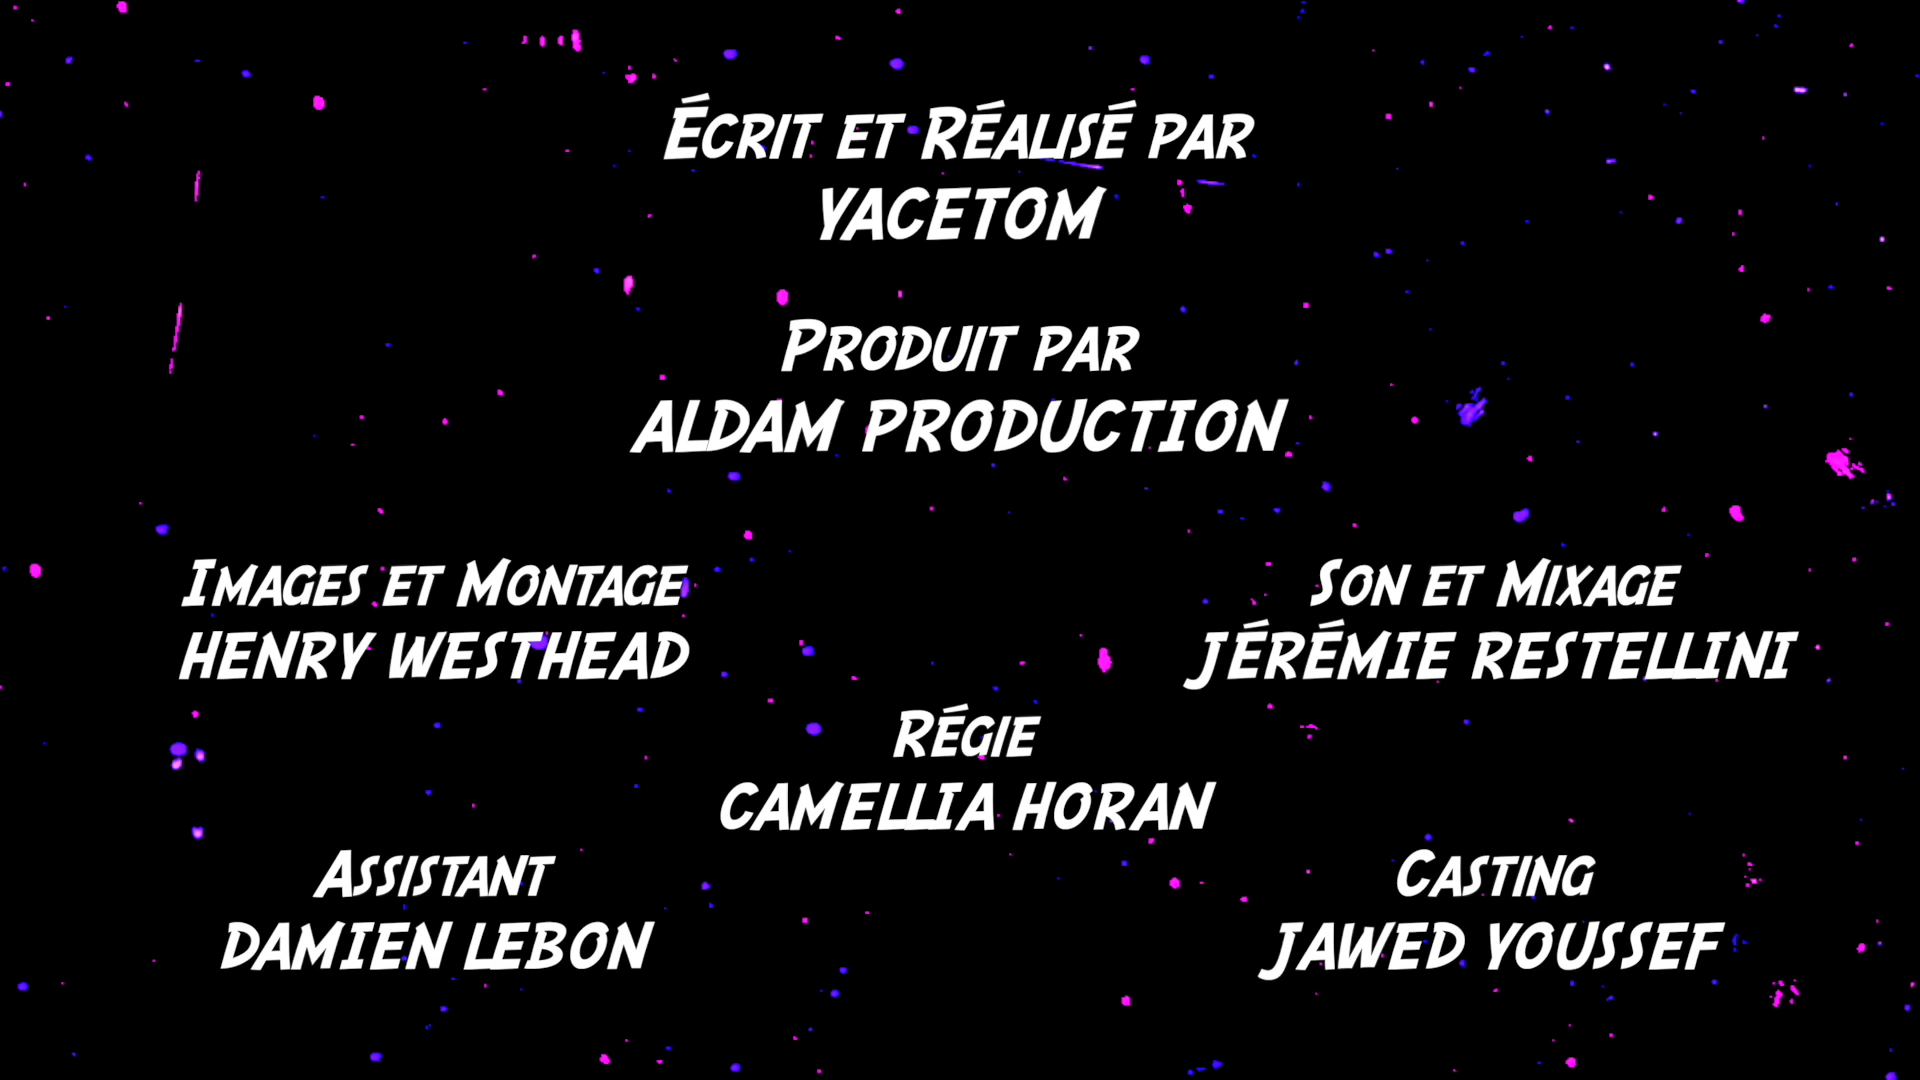 Écrit et Réalisé par
YACETOM
Produit par
ALDAM PRODUCTION
Images et Montage
HENRY WESTHEAD
Son et Mixage
JÉRÉMIE RESTELLINI
Régie
CAMELLIA HORAN
Assistant
DAMIEN LEBON
Casting
JAWED YOUSSEF